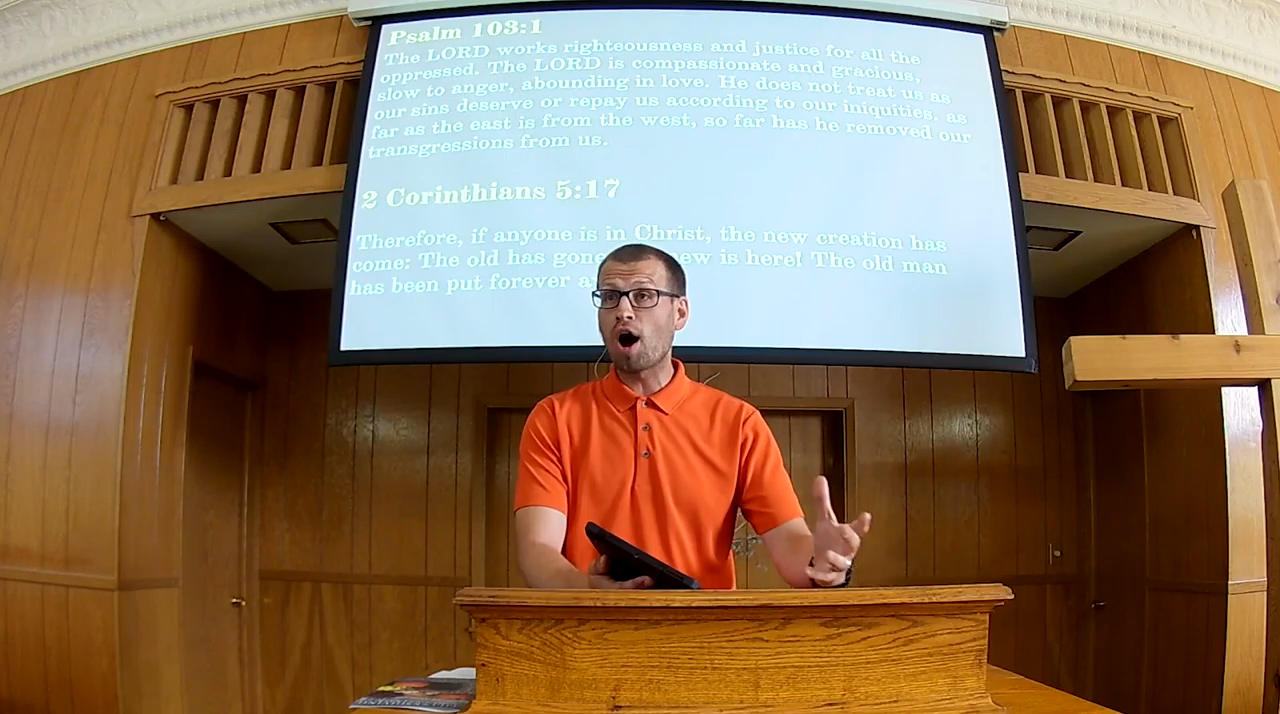 Psalm 103:1
The LORD works righteousness and justice for all the
oppressed. The LORD is compassionate and gracious,
slow to anger, abounding in love. He does not treat us as
our sins deserve or repay us according to our iniquities. as
far as the east is from the west, so far has he removed our
transgressions from us.
2 Corinthians 5:17
Therefore, if anyone is in Christ, the new creation has
come: The old has gone new is here! The old man
has been put forever